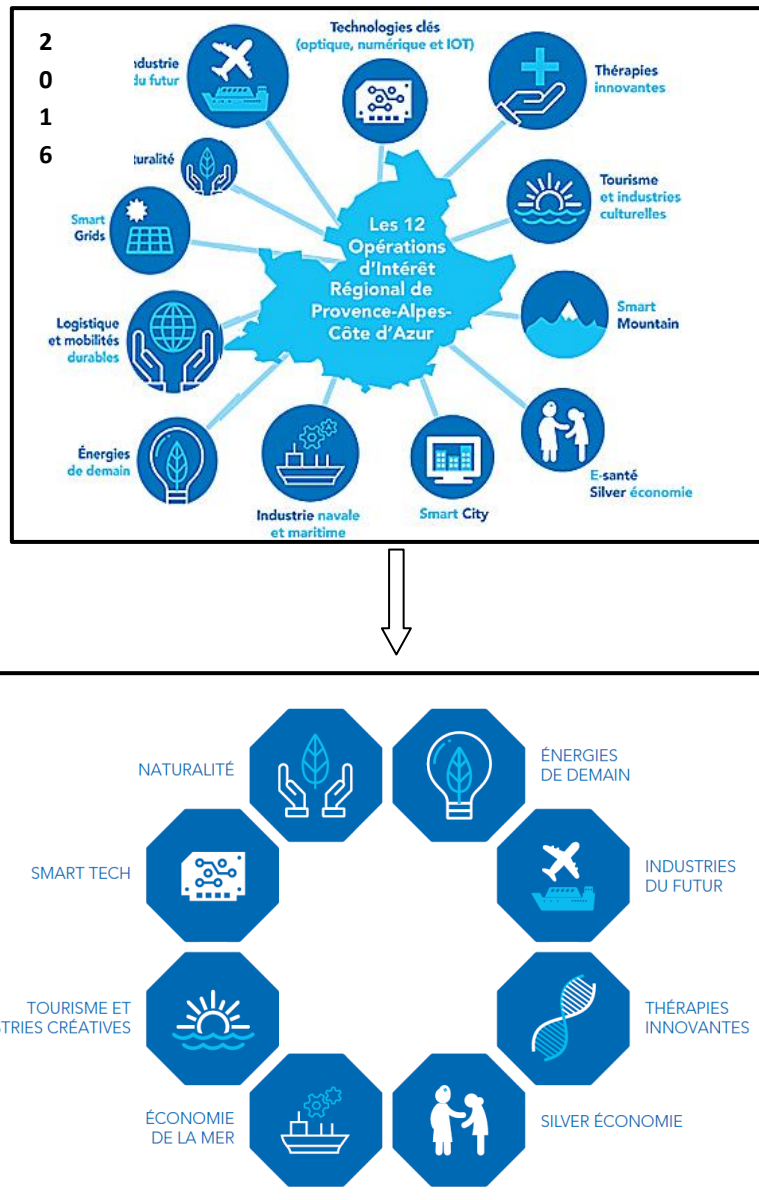 2
0
1
6
Technologies clés
(optique, numérique et IOT)
ndustrie
du futur
Thérapies
innovantes
turalité
Tourisme
et industries
culturelles
Smart
Grids
Les 12
Opérations
d'Intérêt
Régional de
Provence-Alpes-
Côte d'Azur
Logistique
et mobilités
durables
Smart
Mountain
Énergies
de demain
E-santé
Silver économie
Industrie navale
et maritime
Smart City
NATURALITÉ
ÉNERGIES
DE DEMAIN
SMART TECH
INDUSTRIES
DU FUTUR
TOURISME ET
STRIES CRÉATIVES
THÉRAPIES
INNOVANTES
ÉCONOMIE
DE LA MER
SILVER ÉCONOMIE